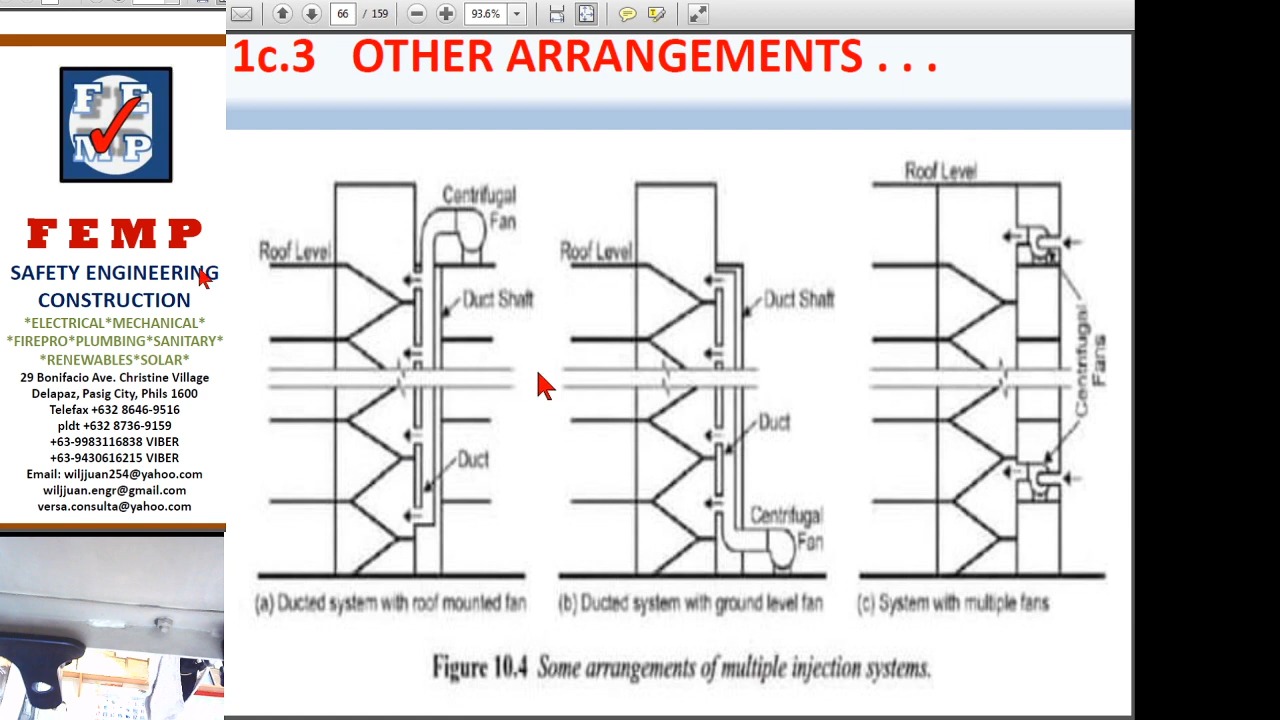 66 / 159
93.6%
1c.3 OTHER ARRANGEMENTS . . .
F E
M P
FEMP
SAFETY ENGINEERING
CONSTRUCTION
*ELECTRICAL*MECHANICAL*
*FIREPRO*PLUMBING*SANITARY*
*RENEWABLES*SOLAR*
29 Bonifacio Ave. Christine Village
Delapaz, Pasig City, Phils 1600
Telefax +632 8646-9516
pldt +632 8736-9159
+63-9983116838 VIBER
+63-9430616215 VIBER
Email: wiljjuan254@yahoo.com
wiljjuan.engr@gmail.com
versa.consulta@yahoo.com
Centrifugal
Fan
Roof Level
Duct Shaft
Duct
(a) Ducted system with roof mounted fan
Roof Level
Duct Shaft
Duct
Centrifugal
Fan
(b) Ducted system with ground level fan
Roof Level
Centrifugal
Fans
(c) System with multiple fans
Figure 10.4 Some arrangements of multiple injection systems.